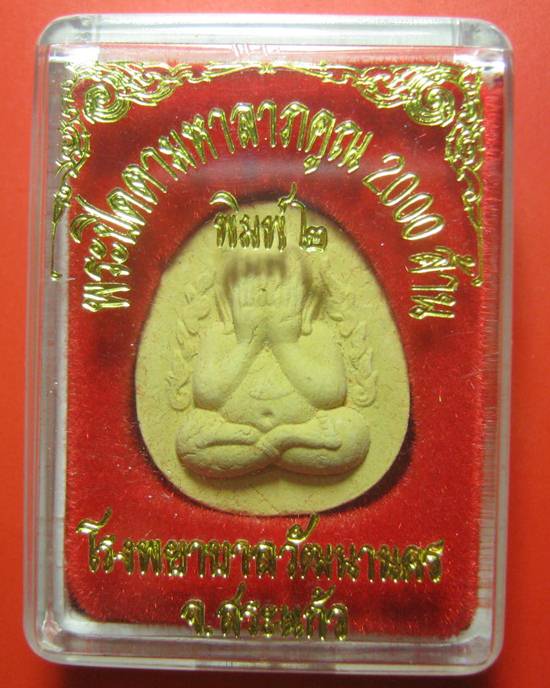 พระปิดตามหาลาภคูณ 2000 ล้าน
พิมพ์ ๒
โรงพยาบาลวัฒนานคร
จ.สระแก้ว